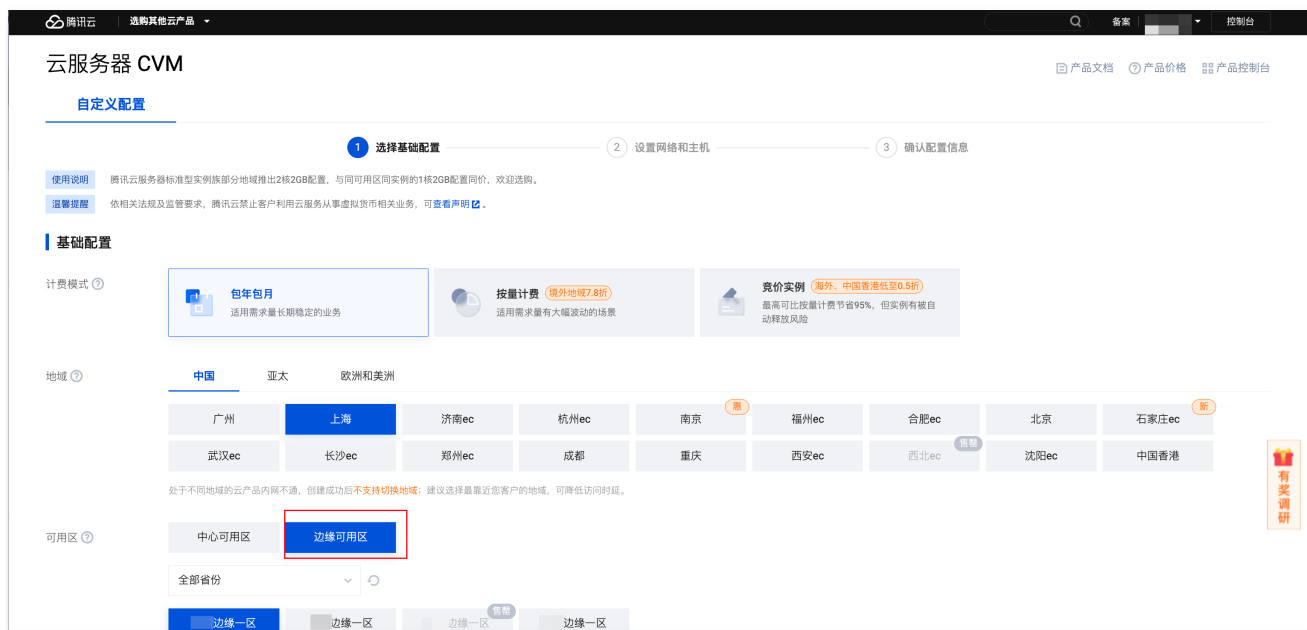 腾讯云 选购其他云产品 备案 控制台
云服务器 CVM 产品文档 产品价格 产品控制台
自定义配置
1 选择基础配置 2 设置网络和主机 3 确认配置信息
使用说明 腾讯云服务器标准型实例族部分地域推出2核2GB配置，与同可用区同实例的1核2GB配置同价，欢迎选购。
温馨提醒 依相关法规及监管要求，腾讯云禁止客户利用云服务从事虚拟货币相关业务，可查看声明。
基础配置
计费模式
包年包月
适用需求量长期稳定的业务
按量计费 境外地域7.8折
适用需求量有大幅波动的场景
竞价实例 海外、中国香港低至0.5折
最高可比按量计费节省95%，但实例有被自
动释放风险
地域 中国 亚太 欧洲和美洲
广州 上海 济南ec 杭州ec 南京 惠 福州ec 合肥ec 北京 石家庄ec 新
武汉ec 长沙ec 郑州ec 成都 重庆 西安ec 西北ec 售罄 沈阳ec 中国香港
处于不同地域的云产品内网不通，创建成功后不支持切换地域；建议选择最靠近您客户的地域，可降低访问时延。
有奖调研
可用区 中心可用区 边缘可用区
全部省份
边缘一区 边缘一区 边缘一区 售罄 边缘一区